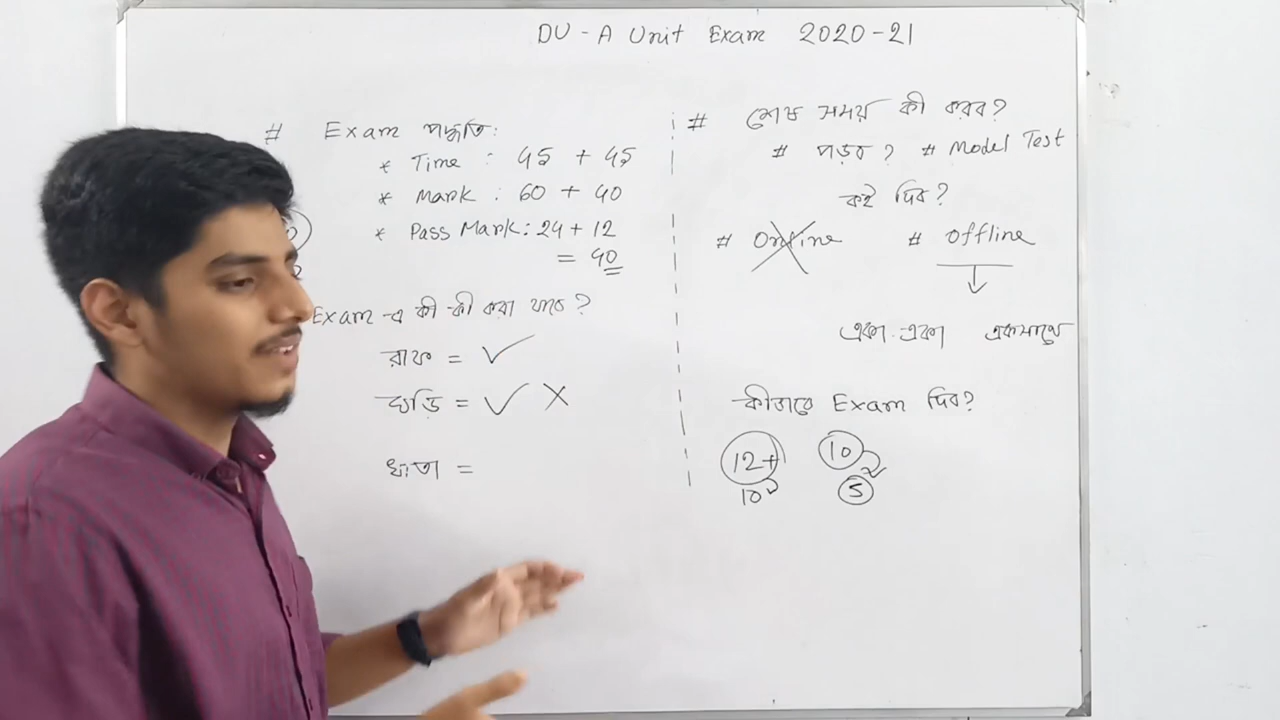 DU - A Unit Exam 2020-21
# Exam পদ্ধতি:
* Time : 45 + 45
* Mark : 60 + 40
* Pass Mark : 24 + 12
= 40
Exam -এ কী -কী করা যাবে ?
রাফ = ✓
ঘড়ি = ✓ X
খাতা =
# শেষ সময় কী করব ?
# পড়ব ? # Model Test
কই দিব ?
# Online # Offline
একা-একা একসাথে
কীভাবে Exam দিব ?
12+ 10
10 5